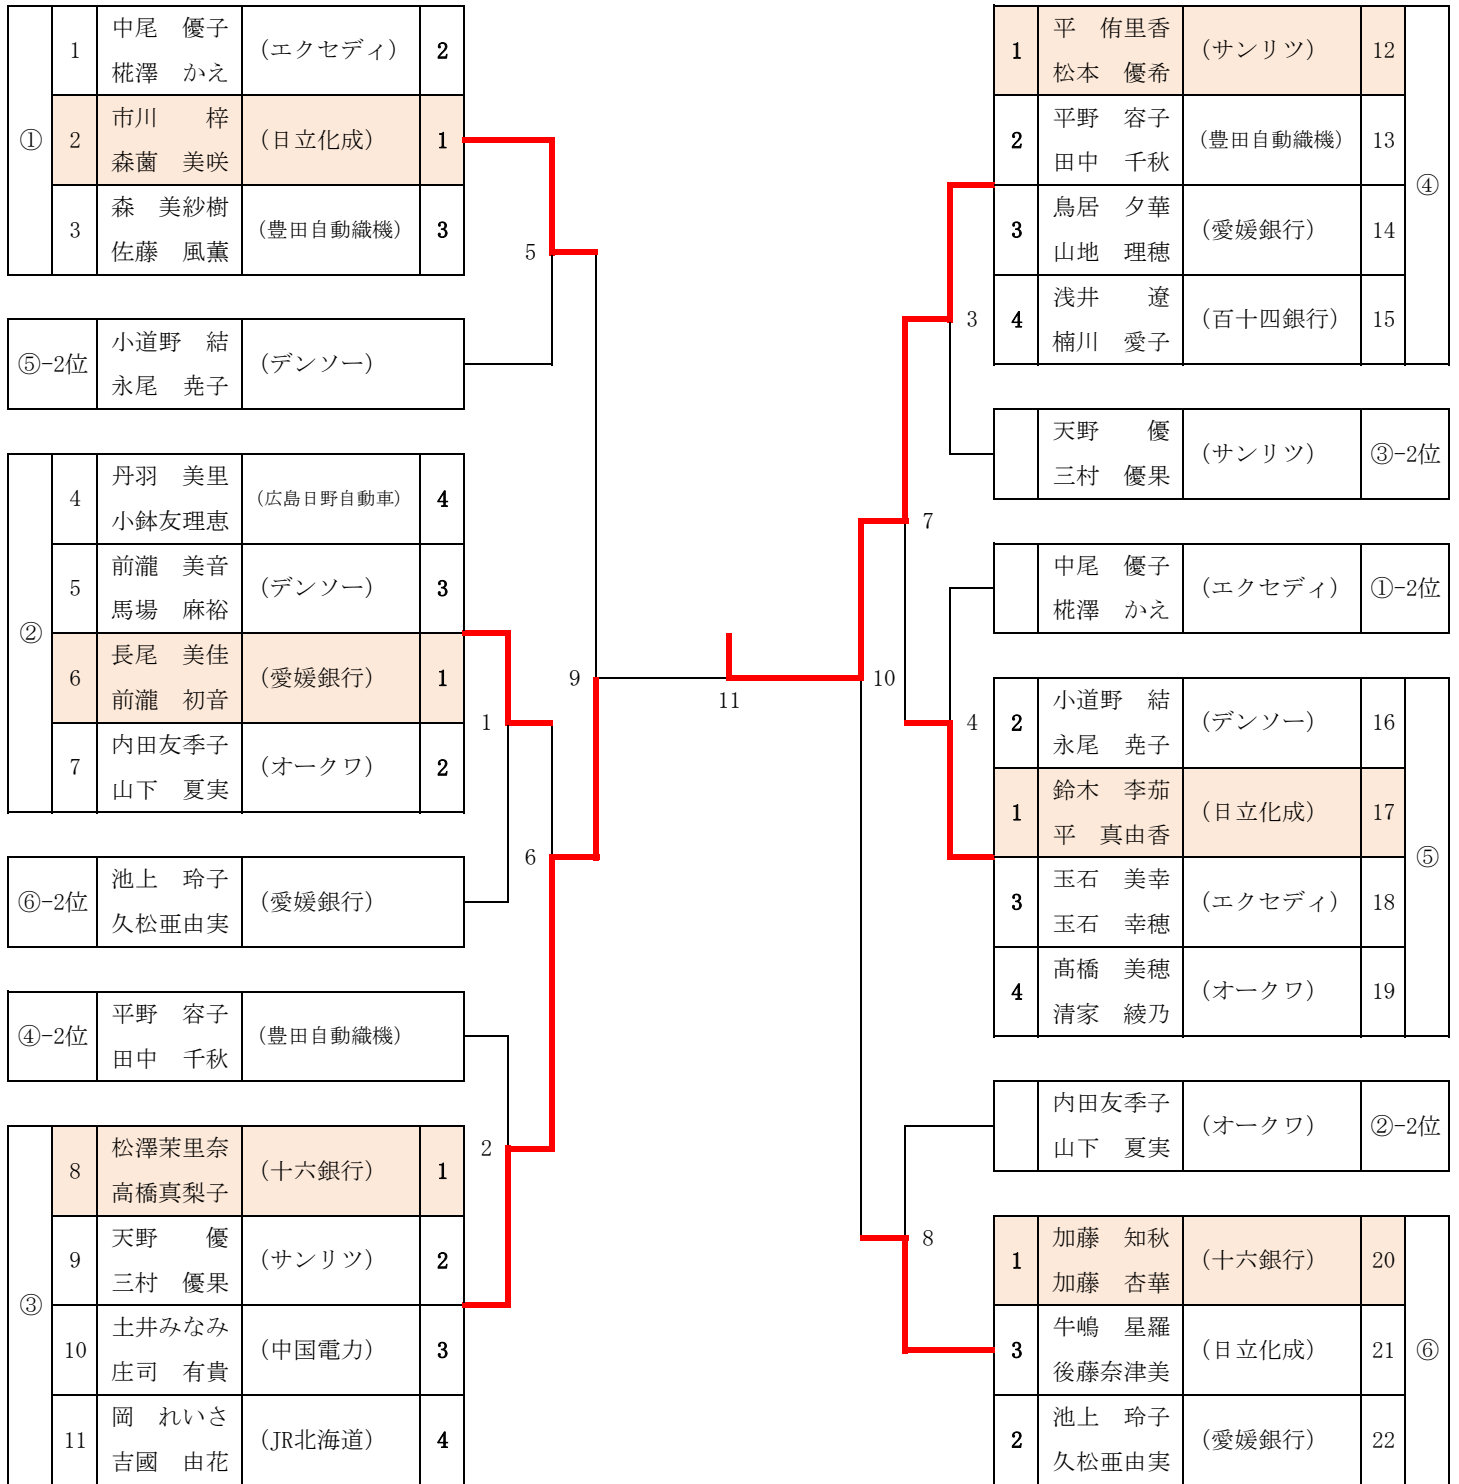 ①
1 中尾　優子 (エクセディ) 2
椛澤　かえ
2 市川　　梓 (日立化成) 1
森薗　美咲
3 森　美紗樹 (豊田自動織機) 3
佐藤　風薫
5
⑤-2位 小道野　結 (デンソー)
永尾　尭子
②
4 丹羽　美里 (広島日野自動車) 4
小鉢友理恵
5 前瀧　美音 (デンソー) 3
馬場　麻裕
6 長尾　美佳 (愛媛銀行) 1
前瀧　初音
7 内田友季子 (オークワ) 2
山下　夏実
1
9
6
⑥-2位 池上　玲子 (愛媛銀行)
久松亜由実
④-2位 平野　容子 (豊田自動織機)
田中　千秋
2
③
8 松澤茉里奈 (十六銀行) 1
高橋真梨子
9 天野　　優 (サンリツ) 2
三村　優果
10 土井みなみ (中国電力) 3
庄司　有貴
11 岡　れいさ (JR北海道) 4
吉國　由花
11
1 平　侑里香 (サンリツ) 12
松本　優希
2 平野　容子 (豊田自動織機) 13
田中　千秋
3 鳥居　夕華 (愛媛銀行) 14
山地　理穂
4 浅井　　遼 (百十四銀行) 15
楠川　愛子
④
3
天野　　優 (サンリツ) ③-2位
三村　優果
7
中尾　優子 (エクセディ) ①-2位
椛澤　かえ
10
4
2 小道野　結 (デンソー) 16
永尾　尭子
1 鈴木　李茄 (日立化成) 17
平　真由香
3 玉石　美幸 (エクセディ) 18
玉石　幸穂
4 髙橋　美穂 (オークワ) 19
清家　綾乃
⑤
内田友季子 (オークワ) ②-2位
山下　夏実
8
1 加藤　知秋 (十六銀行) 20
加藤　杏華
3 牛嶋　星羅 (日立化成) 21
後藤奈津美
2 池上　玲子 (愛媛銀行) 22
久松亜由実
⑥